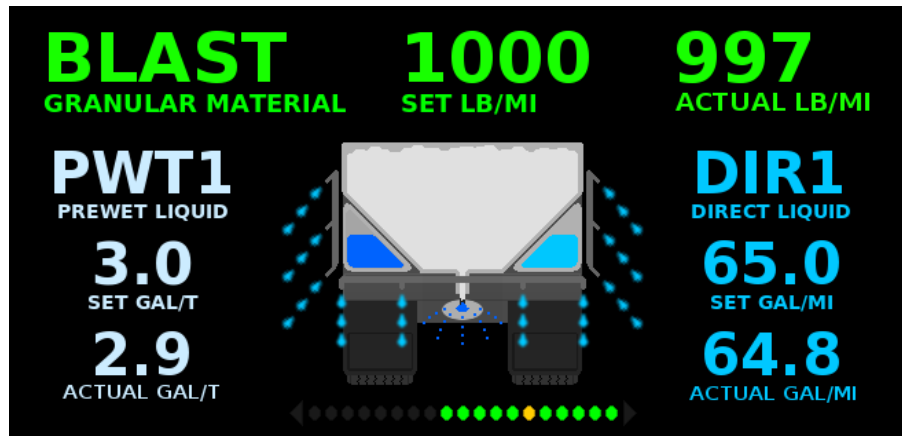 BLAST 1000 997
GRANULAR MATERIAL SET LB/MI ACTUAL LB/MI
PWT1
PREWET LIQUID
3.0
SET GAL/T
2.9
ACTUAL GAL/T
DIR1
DIRECT LIQUID
65.0
SET GAL/MI
64.8
ACTUAL GAL/MI